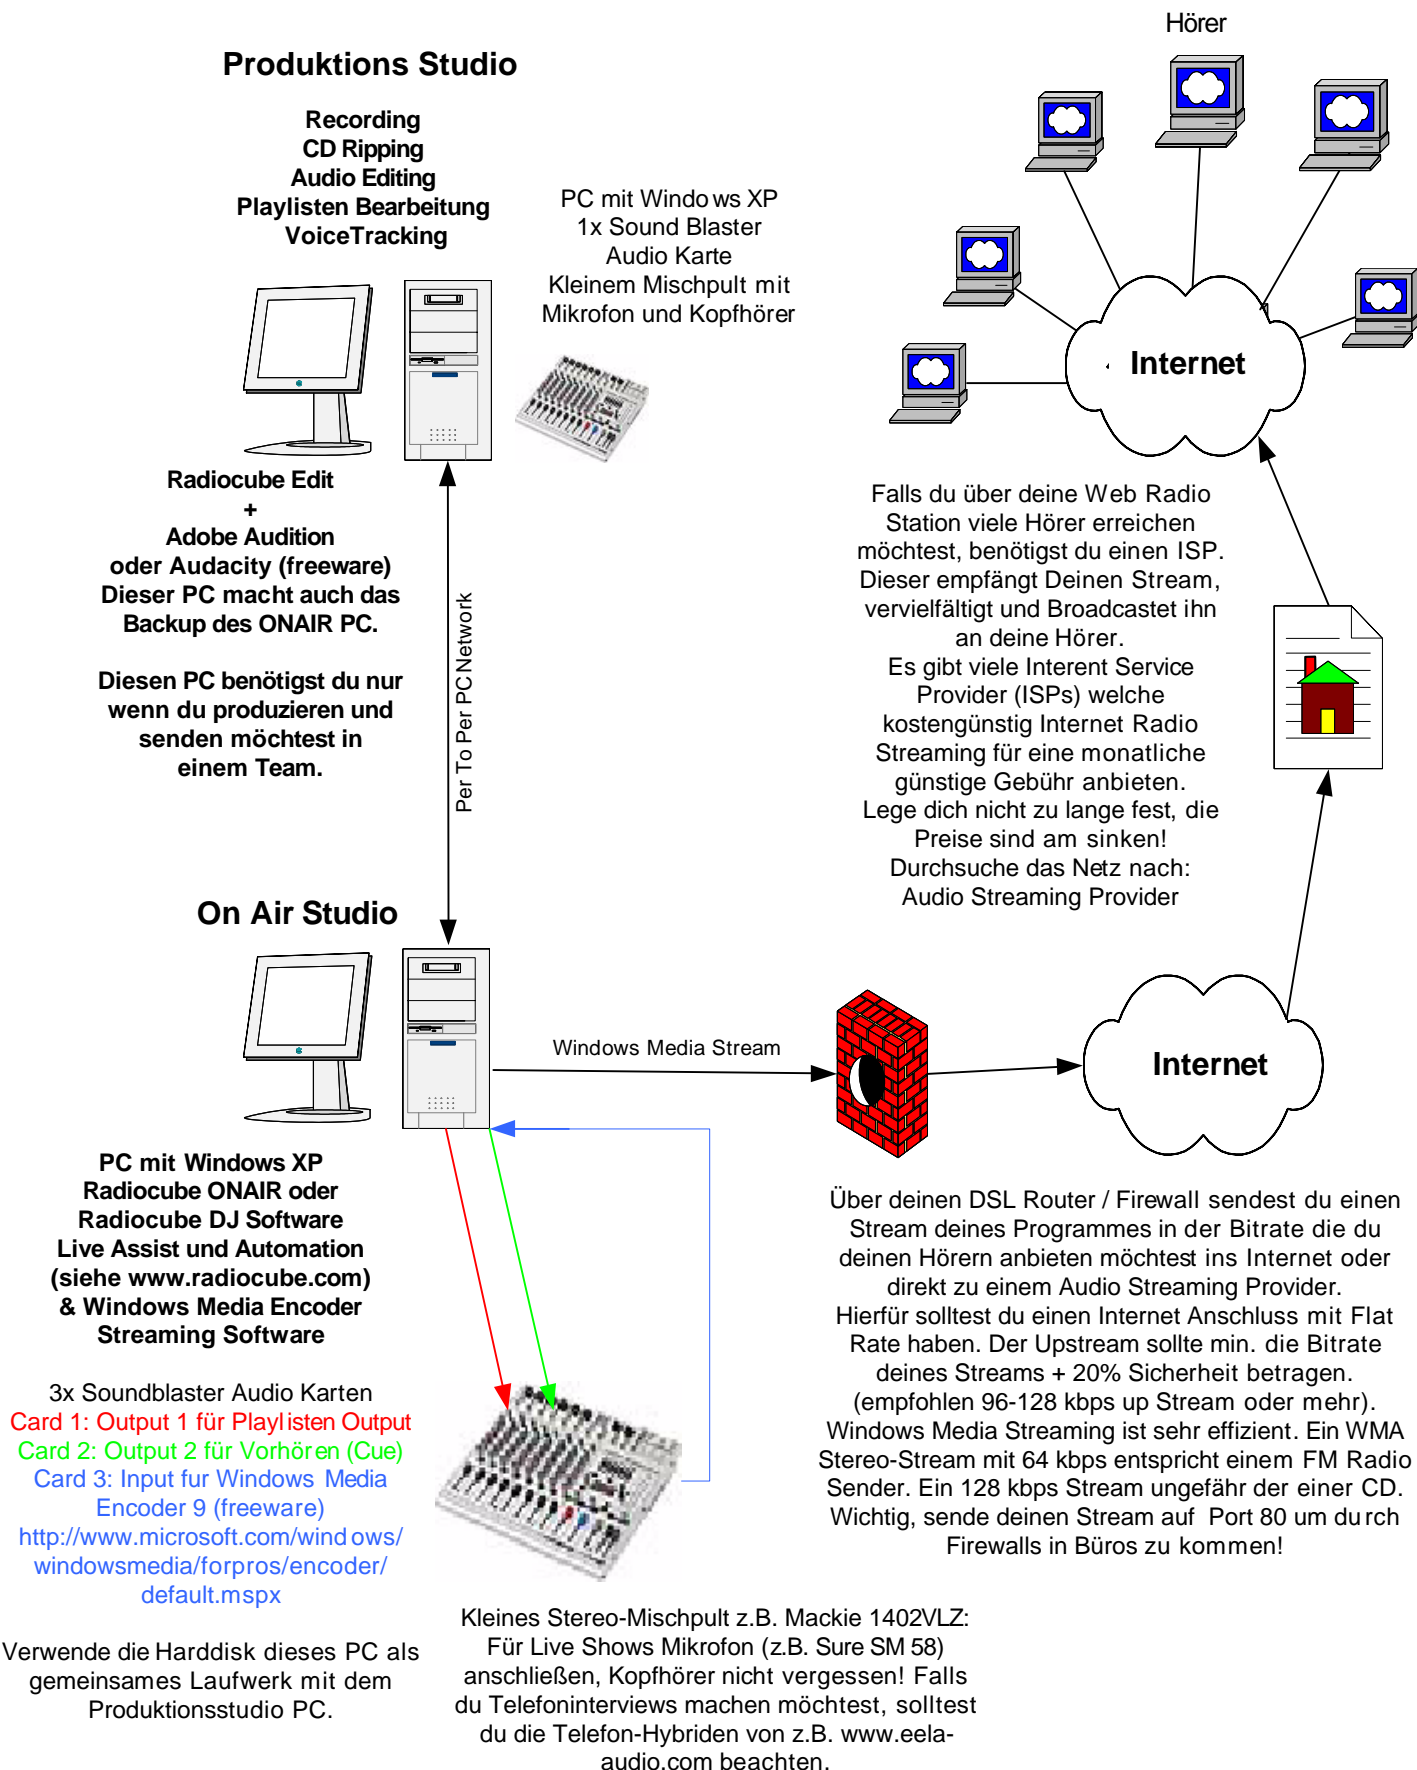 Hörer
Produktions Studio
Recording
CD Ripping
Audio Editing
Playlisten Bearbeitung
VoiceTracking
PC mit Windows XP
1x Sound Blaster
Audio Karte
Kleinem Mischpult mit
Mikrofon und Kopfhörer
Internet
Radiocube Edit
+
Adobe Audition
oder Audacity (freeware)
Dieser PC macht auch das
Backup des ONAIR PC.
Diesen PC benötigst du nur
wenn du produzieren und
senden möchtest in
einem Team.
Per To Per PC Network
Falls du über deine Web Radio
Station viele Hörer erreichen
möchtest, benötigst du einen ISP.
Dieser empfängt Deinen Stream,
vervielfältigt und Broadcastet ihn
an deine Hörer.
Es gibt viele Interent Service
Provider (ISPs) welche
kostengünstig Internet Radio
Streaming für eine monatliche
günstige Gebühr anbieten.
Lege dich nicht zu lange fest, die
Preise sind am sinken!
Durchsuche das Netz nach:
Audio Streaming Provider
On Air Studio
Windows Media Stream
Internet
PC mit Windows XP
Radiocube ONAIR oder
Radiocube DJ Software
Live Assist und Automation
(siehe www.radiocube.com)
& Windows Media Encoder
Streaming Software
3x Soundblaster Audio Karten
Card 1: Output 1 für Playlisten Output
Card 2: Output 2 für Vorhören (Cue)
Card 3: Input fur Windows Media
Encoder 9 (freeware)
http://www.microsoft.com/windows/
windowsmedia/forpros/encoder/
default.mspx
Verwende die Harddisk dieses PC als
gemeinsames Laufwerk mit dem
Produktionsstudio PC.
Über deinen DSL Router / Firewall sendest du einen
Stream deines Programmes in der Bitrate die du
deinen Hörern anbieten möchtest ins Internet oder
direkt zu einem Audio Streaming Provider.
Hierfür solltest du einen Internet Anschluss mit Flat
Rate haben. Der Upstream sollte min. die Bitrate
deines Streams + 20% Sicherheit betragen.
(empfohlen 96-128 kbps up Stream oder mehr).
Windows Media Streaming ist sehr effizient. Ein WMA
Stereo-Stream mit 64 kbps entspricht einem FM Radio
Sender. Ein 128 kbps Stream ungefähr der einer CD.
Wichtig, sende deinen Stream auf Port 80 um durch
Firewalls in Büros zu kommen!
Kleines Stereo-Mischpult z.B. Mackie 1402VLZ:
Für Live Shows Mikrofon (z.B. Sure SM 58)
anschließen, Kopfhörer nicht vergessen! Falls
du Telefoninterviews machen möchtest, solltest
du die Telefon-Hybriden von z.B. www.eela-
audio.com beachten.